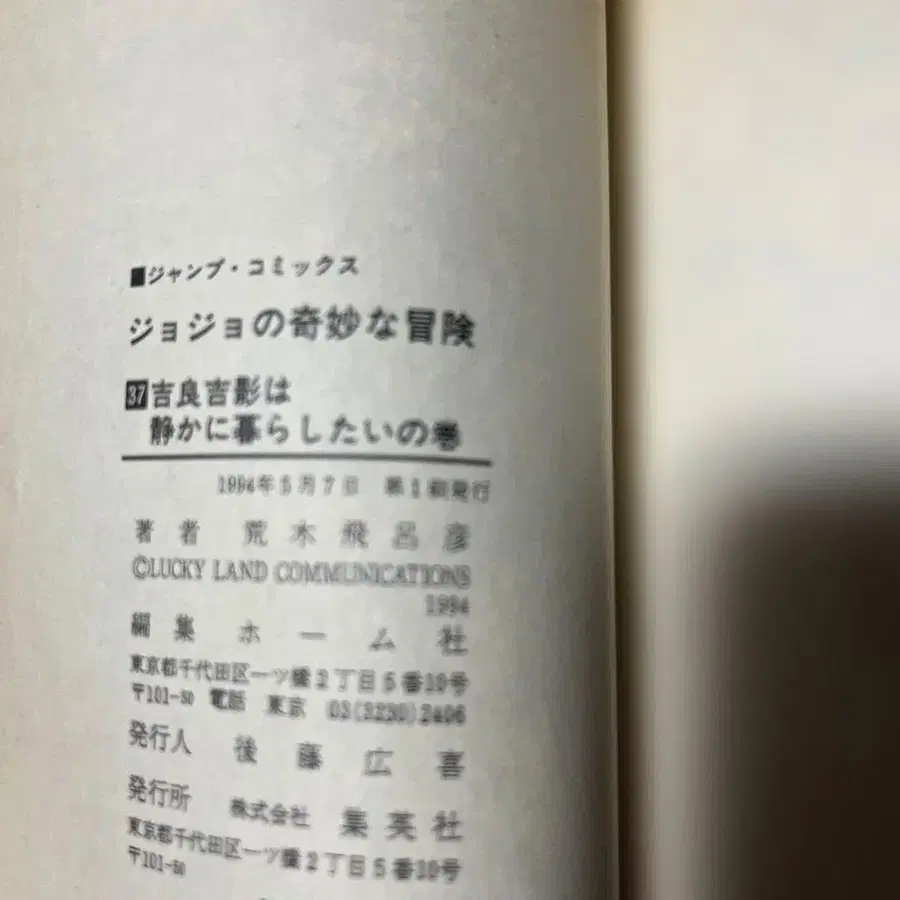 ■ジャンプ・コミックス
ジョジョの奇妙な冒険
37吉良吉影は
静かに暮らしたいの巻
1994年5月7日 第1刷発行
著者 荒木飛呂彦
©LUCKY LAND COMMUNICATIONS
1994
編集 ホーム社
東京都千代田区一ツ橋2丁目5番10号
〒101-50 電話 東京 03(3230)2406
発行人 後藤広喜
発行所 株式会社 集英社
東京都千代田区一ツ橋2丁目5番10号
〒101-50